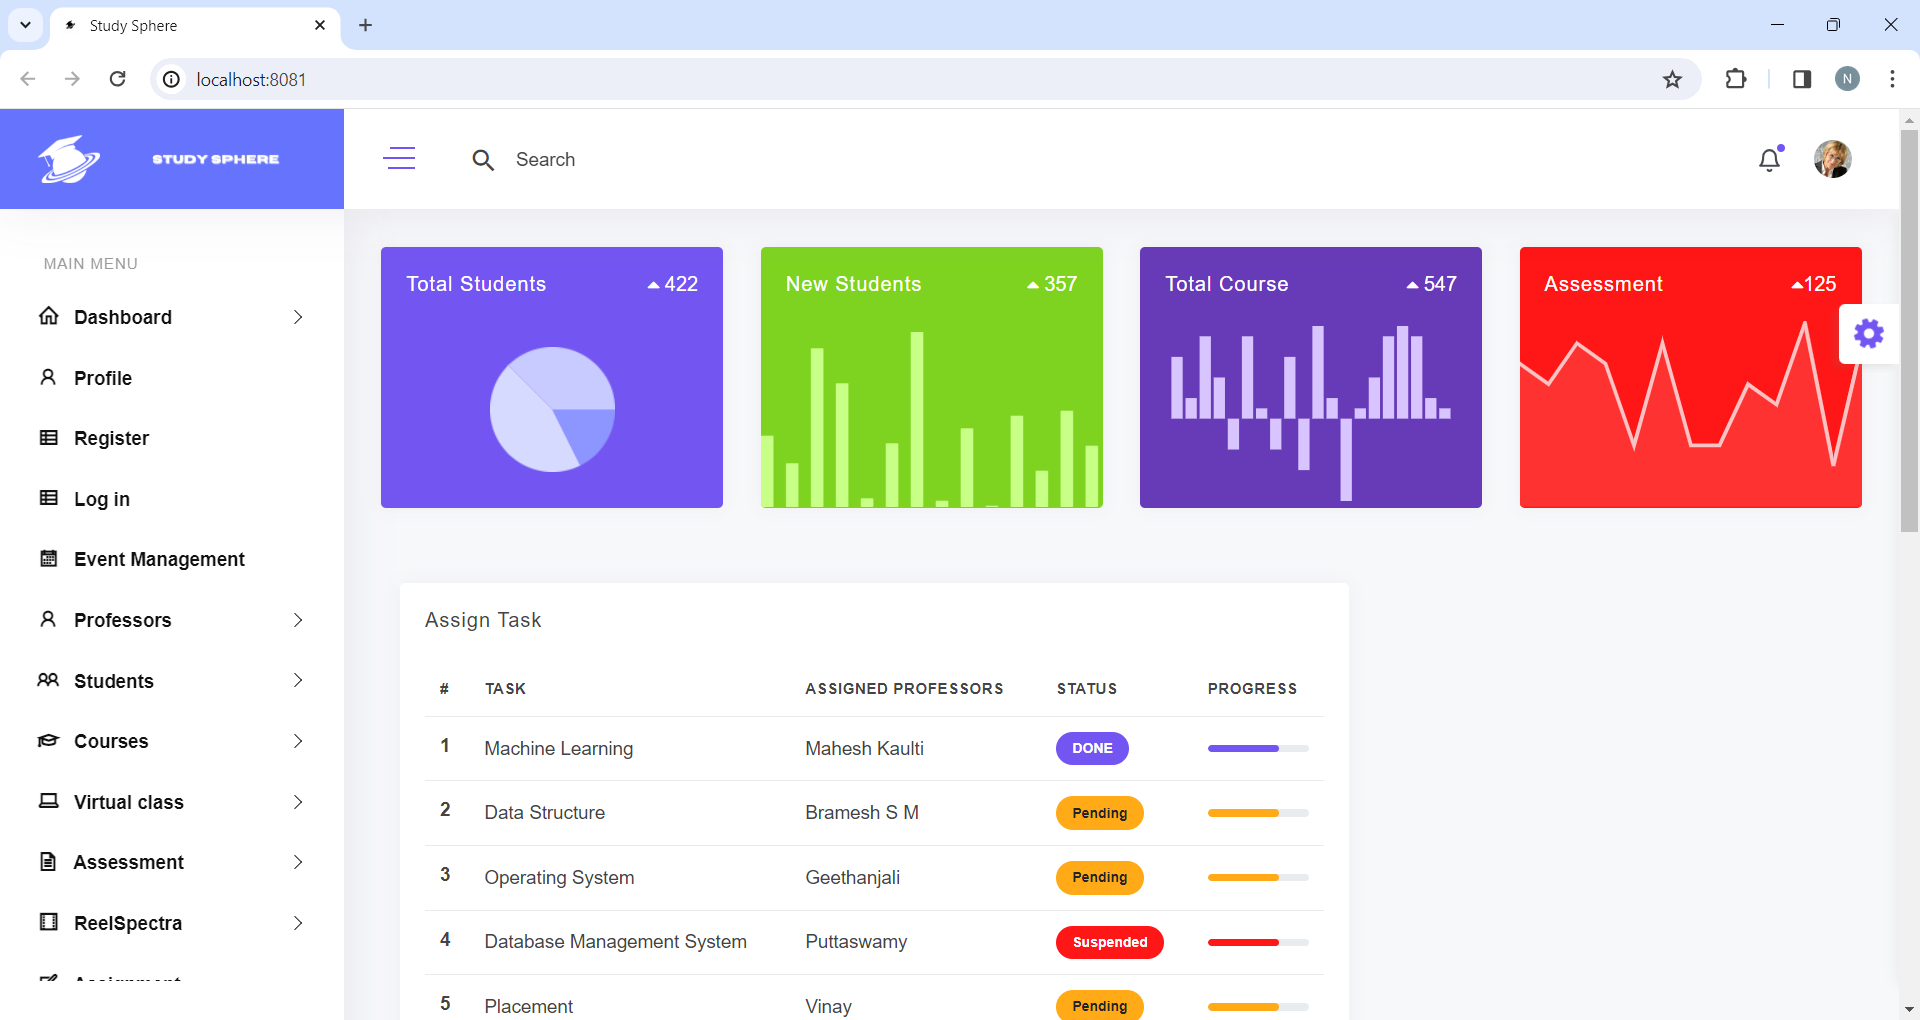 Study Sphere
localhost:8081
N
STUDY SPHERE
Search
MAIN MENU
Dashboard
Profile
Register
Log in
Event Management
Professors
Students
Courses
Virtual class
Assessment
ReelSpectra
Total Students 422
New Students 357
Total Course 547
Assessment 125
Assign Task
# TASK ASSIGNED PROFESSORS STATUS PROGRESS
1 Machine Learning Mahesh Kaulti DONE
2 Data Structure Bramesh S M Pending
3 Operating System Geethanjali Pending
4 Database Management System Puttaswamy Suspended
5 Placement Vinay Pending